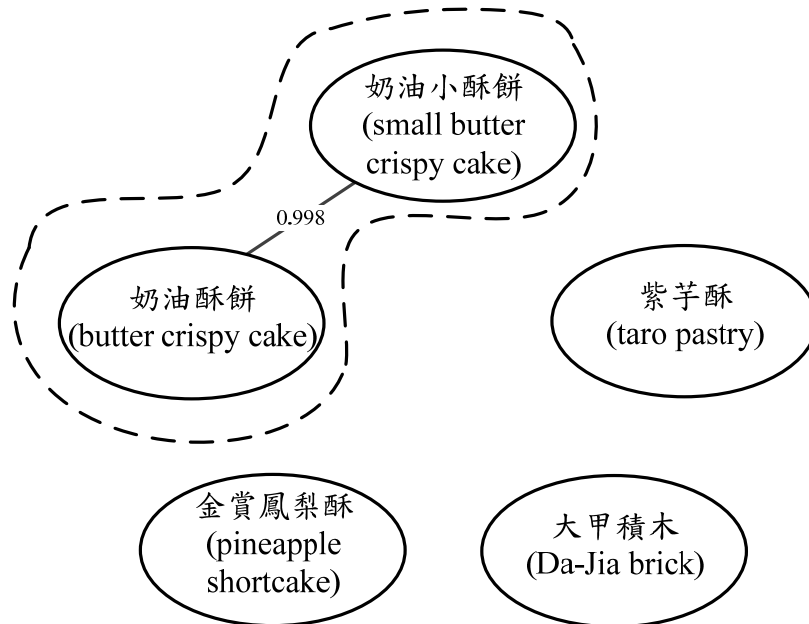 奶油小酥餅
(small butter
crispy cake)
0.998
奶油酥餅
(butter crispy cake)
紫芋酥
(taro pastry)
金賞鳳梨酥
(pineapple
shortcake)
大甲積木
(Da-Jia brick)